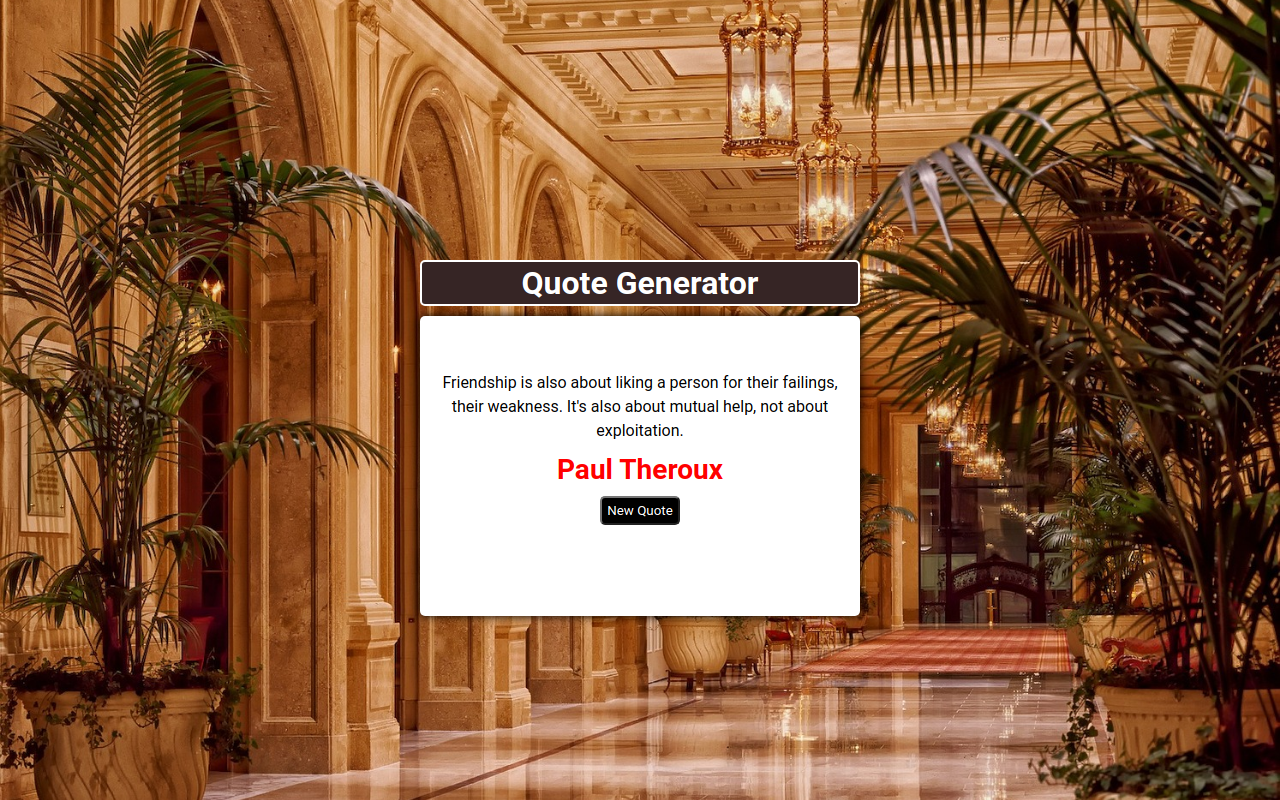 Quote Generator
Friendship is also about liking a person for their failings,
their weakness. It's also about mutual help, not about
exploitation.
Paul Theroux
New Quote